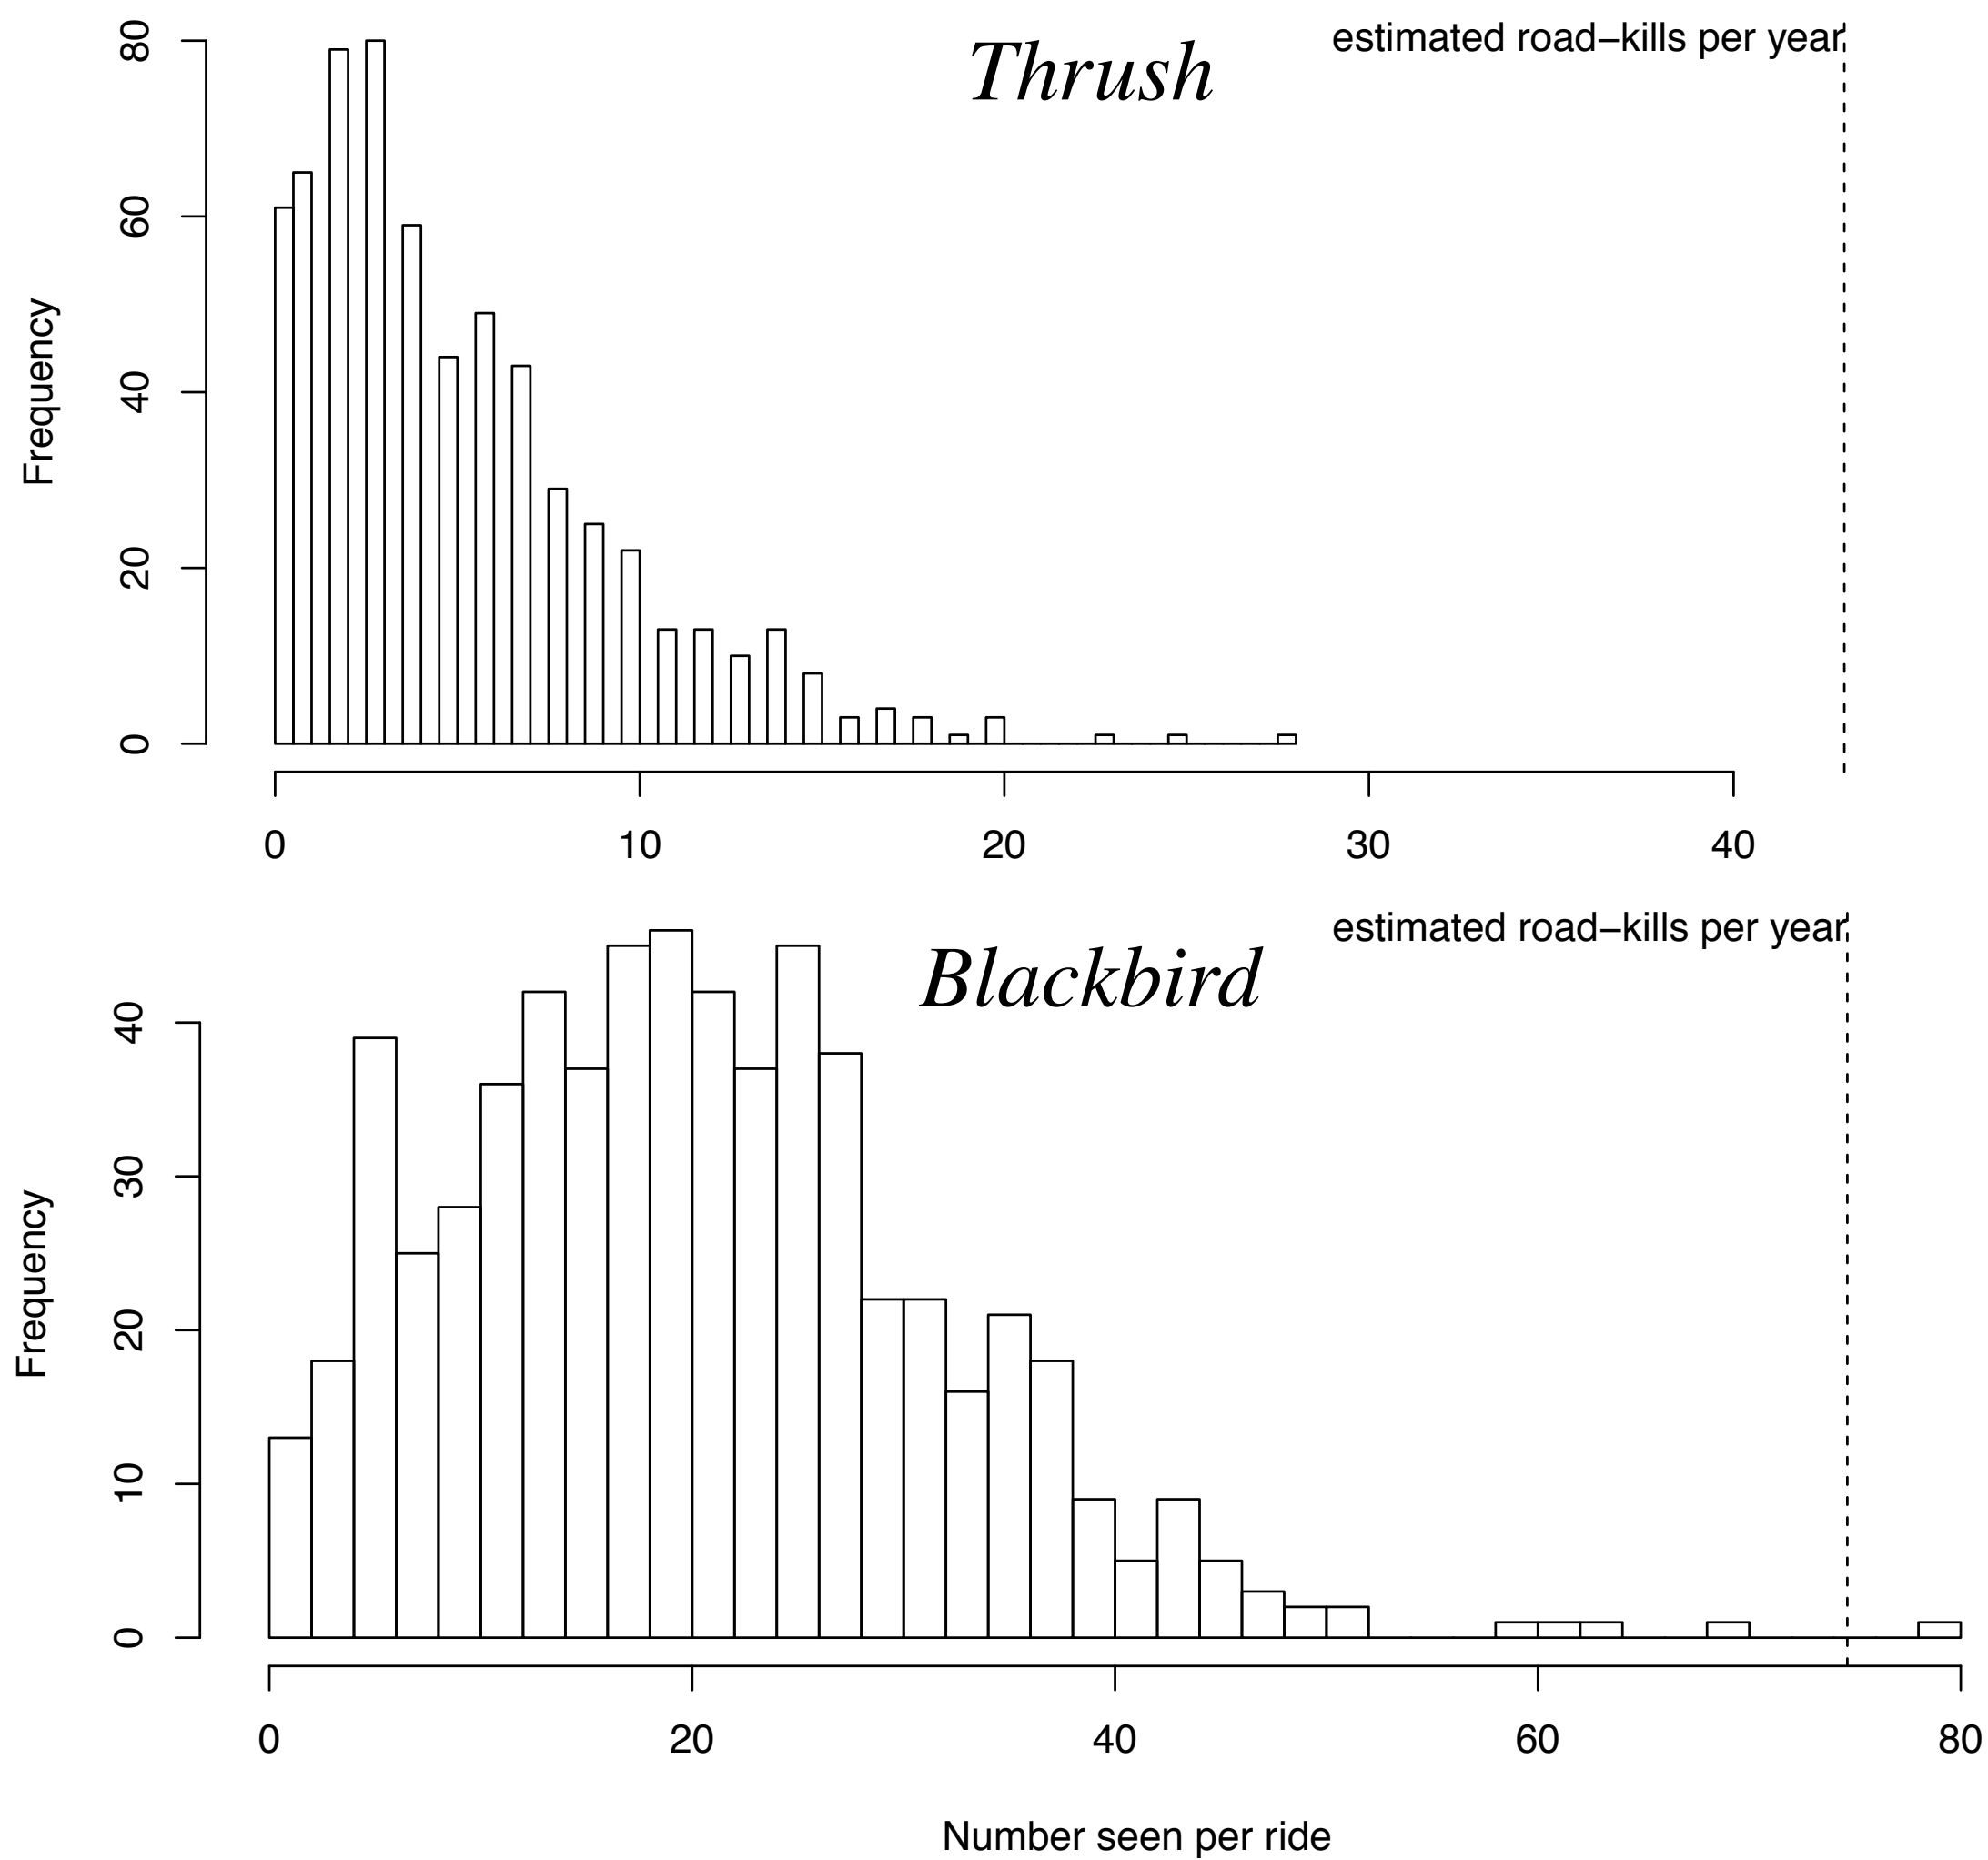 Thrush
estimated road–kills per year
Frequency
80
60
40
20
0
0 10 20 30 40
Blackbird
estimated road–kills per year
Frequency
40
30
20
10
0
0 20 40 60 80
Number seen per ride